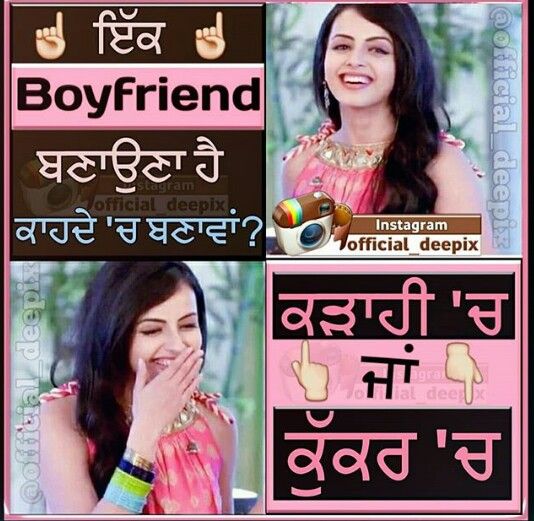 ਇੱਕ
Boyfriend
ਬਣਾਉਣਾ ਹੈ
ਕਾਹਦੇ 'ਚ ਬਣਾਵਾਂ?
Instagram
official_deepix
ਕੜਾਹੀ 'ਚ
ਜਾਂ
ਕੁੱਕਰ 'ਚ
@official_deepix
@official_deepix